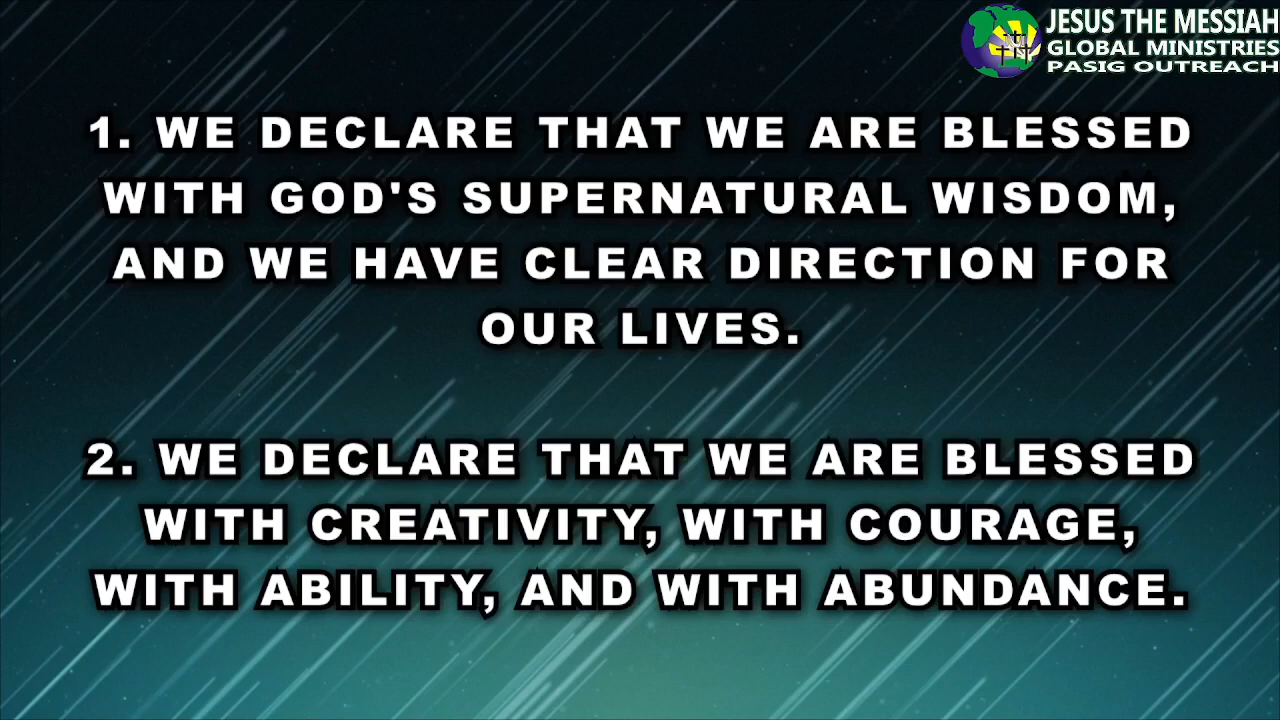 JESUS THE MESSIAH
GLOBAL MINISTRIES
PASIG OUTREACH
1. WE DECLARE THAT WE ARE BLESSED
WITH GOD'S SUPERNATURAL WISDOM,
AND WE HAVE CLEAR DIRECTION FOR
OUR LIVES.
2. WE DECLARE THAT WE ARE BLESSED
WITH CREATIVITY, WITH COURAGE,
WITH ABILITY, AND WITH ABUNDANCE.